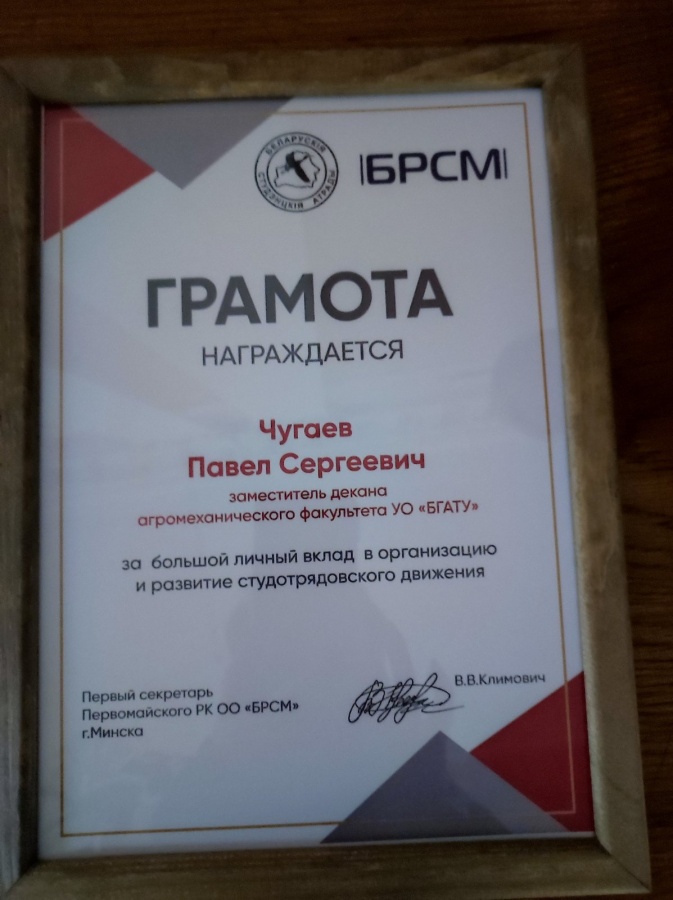 БЕЛАРУСКІЯ
СТУДЭНЦКІЯ АТРАДЫ
|БРСМ|
ГРАМОТА
НАГРАЖДАЕТСЯ
Чугаев
Павел Сергеевич
заместитель декана
агромеханического факультета УО «БГАТУ»
за большой личный вклад в организацию
и развитие студотрядовского движения
Первый секретарь
Первомайского РК ОО «БРСМ»
г.Минска
В.В.Климович